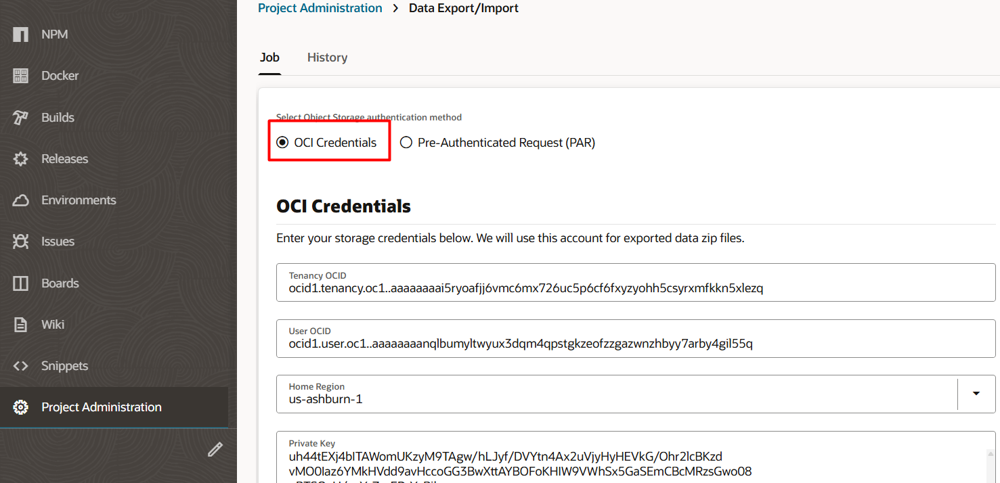 Project Administration > Data Export/Import
NPM
Docker
Builds
Releases
Environments
Issues
Boards
Wiki
Snippets
Project Administration
Job History
Select Object Storage authentication method
OCI Credentials Pre-Authenticated Request (PAR)
OCI Credentials
Enter your storage credentials below. We will use this account for exported data zip files.
Tenancy OCID
ocid1.tenancy.oc1..aaaaaaaai5ryoafjj6vmc6mx726uc5p6cf6fxyzyohh5csyrxmfkkn5xlezq
User OCID
ocid1.user.oc1..aaaaaaaanqlbumyltwyux3dqm4qpstgkzeofzzgazwnzhbyy7arby4gil55q
Home Region
us-ashburn-1
Private Key
uh44tEXj4bITAWomUKzyM9TAgw/hLJyf/DVYtn4Ax2uVjyHyHEVkG/Ohr2lcBKzd
vMO0Iaz6YMkHVdd9avHccoGG3BwXttAYBOFoKHIW9VWhSx5GaSEmCBcMRzsGwo08